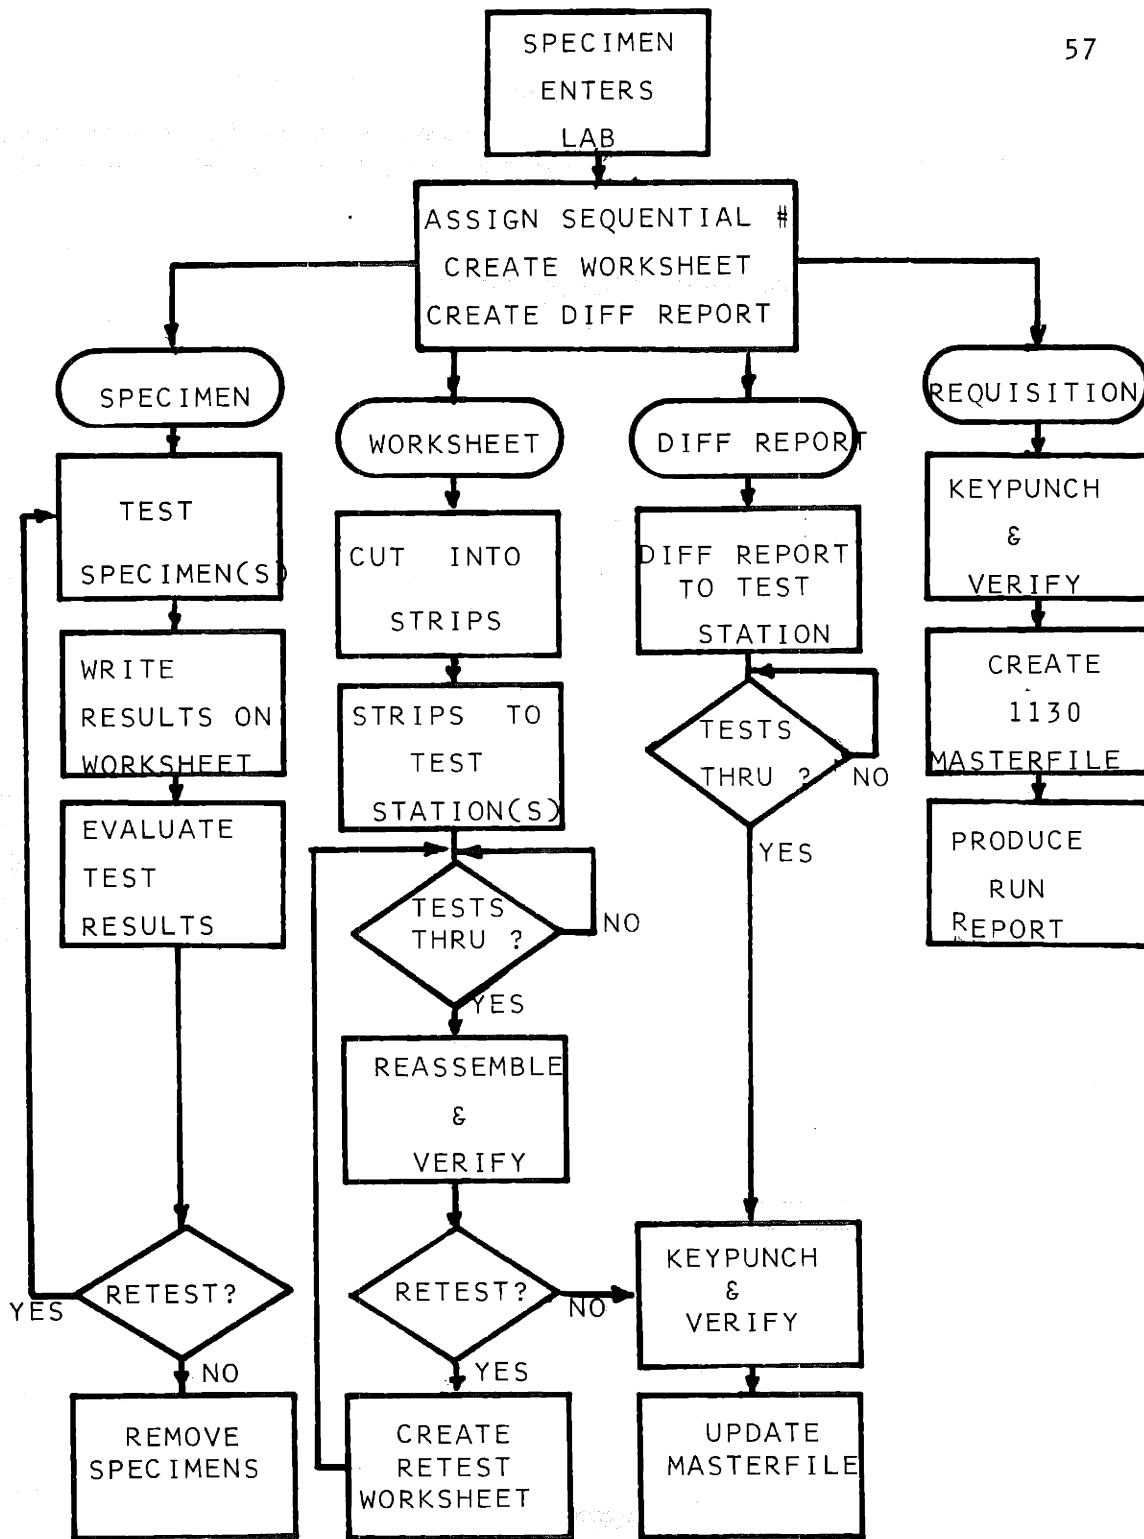 57
SPECIMEN
ENTERS
LAB
ASSIGN SEQUENTIAL #
CREATE WORKSHEET
CREATE DIFF REPORT
SPECIMEN
TEST
SPECIMEN(S)
WRITE
RESULTS ON
WORKSHEET
EVALUATE
TEST
RESULTS
RETEST?
YES
NO
REMOVE
SPECIMENS
WORKSHEET
CUT INTO
STRIPS
STRIPS TO
TEST
STATION(S)
TESTS
THRU ?
NO
YES
REASSEMBLE
&
VERIFY
RETEST?
NO
YES
CREATE
RETEST
WORKSHEET
DIFF REPORT
DIFF REPORT
TO TEST
STATION
TESTS
THRU ?
NO
YES
KEYPUNCH
&
VERIFY
UPDATE
MASTERFILE
REQUISITION
KEYPUNCH
&
VERIFY
CREATE
1130
MASTERFILE
PRODUCE
RUN
REPORT